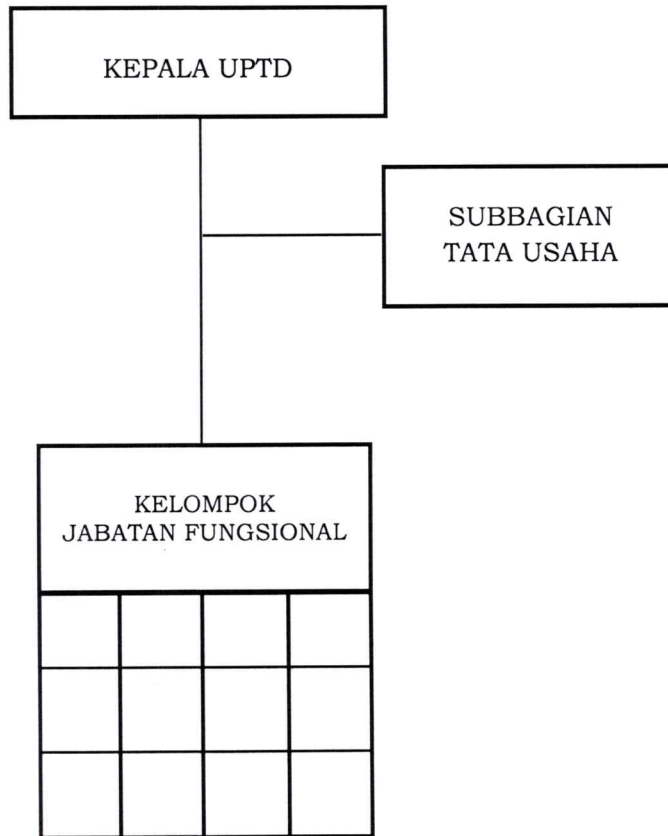 KEPALA UPTD
SUBBAGIAN
TATA USAHA
KELOMPOK
JABATAN FUNGSIONAL